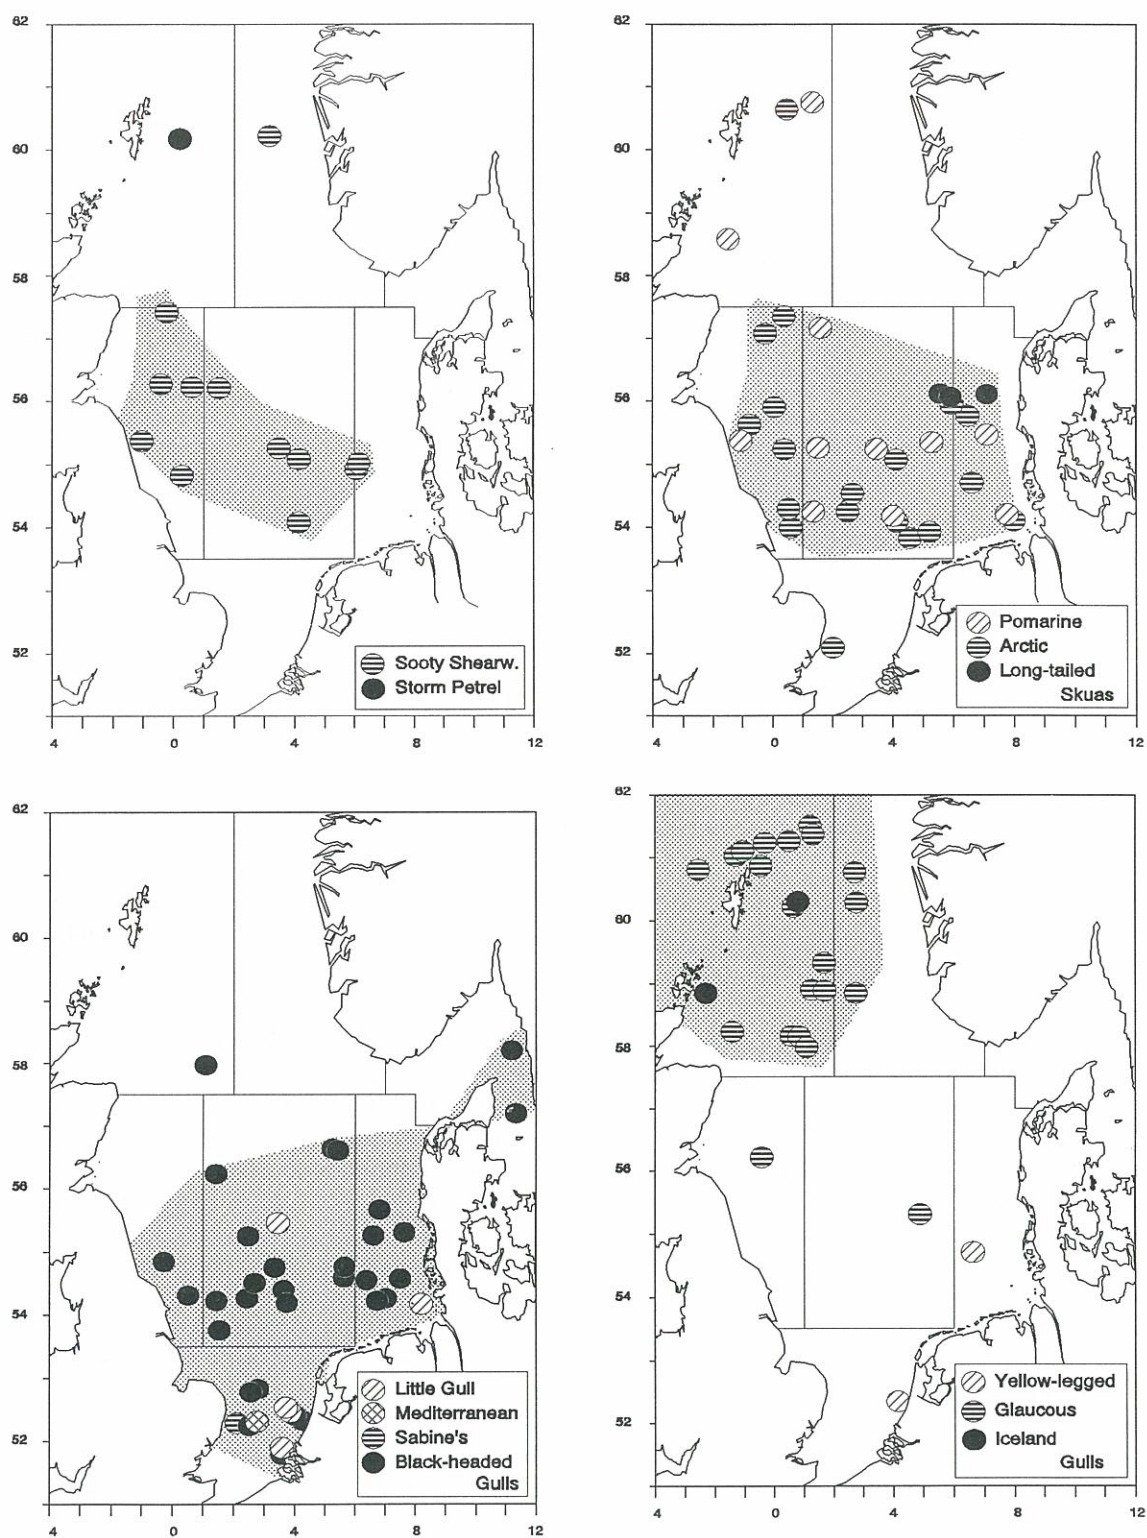 62
60
58
56
54
52
4 0 4 8 12
Sooty Shearw.
Storm Petrel
62
60
58
56
54
52
4 0 4 8 12
Pomarine
Arctic
Long-tailed
Skuas
62
60
58
56
54
52
4 0 4 8 12
Little Gull
Mediterranean
Sabine's
Black-headed
Gulls
62
60
58
56
54
52
4 0 4 8 12
Yellow-legged
Glaucous
Iceland
Gulls